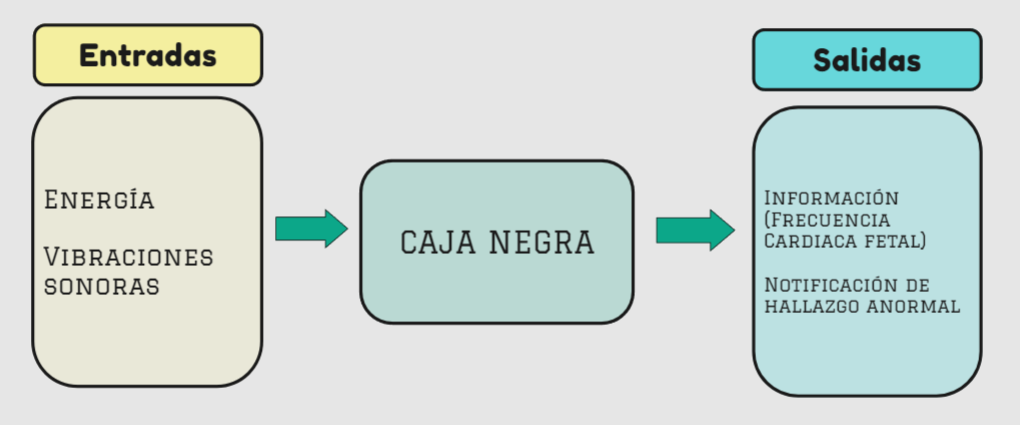 Entradas
Energía
Vibraciones
sonoras
CAJA NEGRA
Salidas
Información
(Frecuencia
Cardiaca fetal)
Notificación de
hallazgo anormal